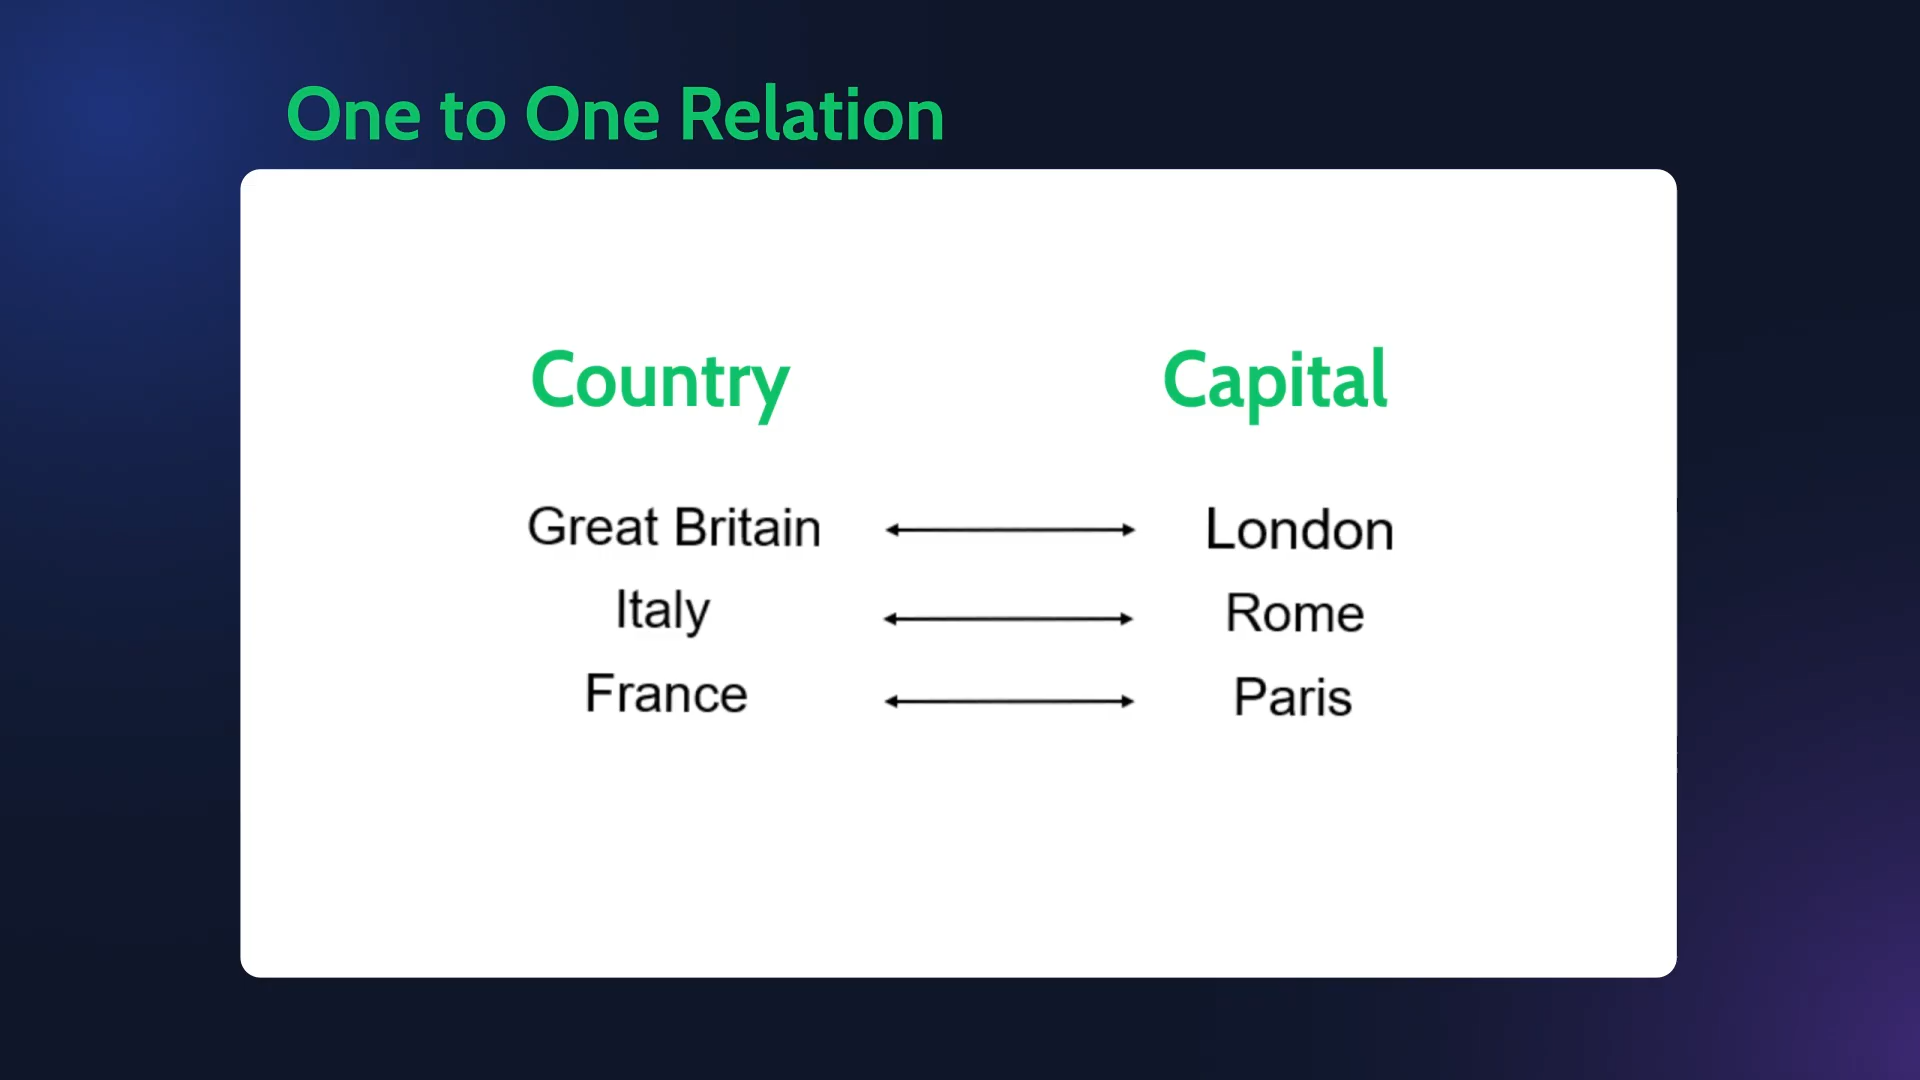 One to One Relation
Country Capital
Great Britain London
Italy Rome
France Paris